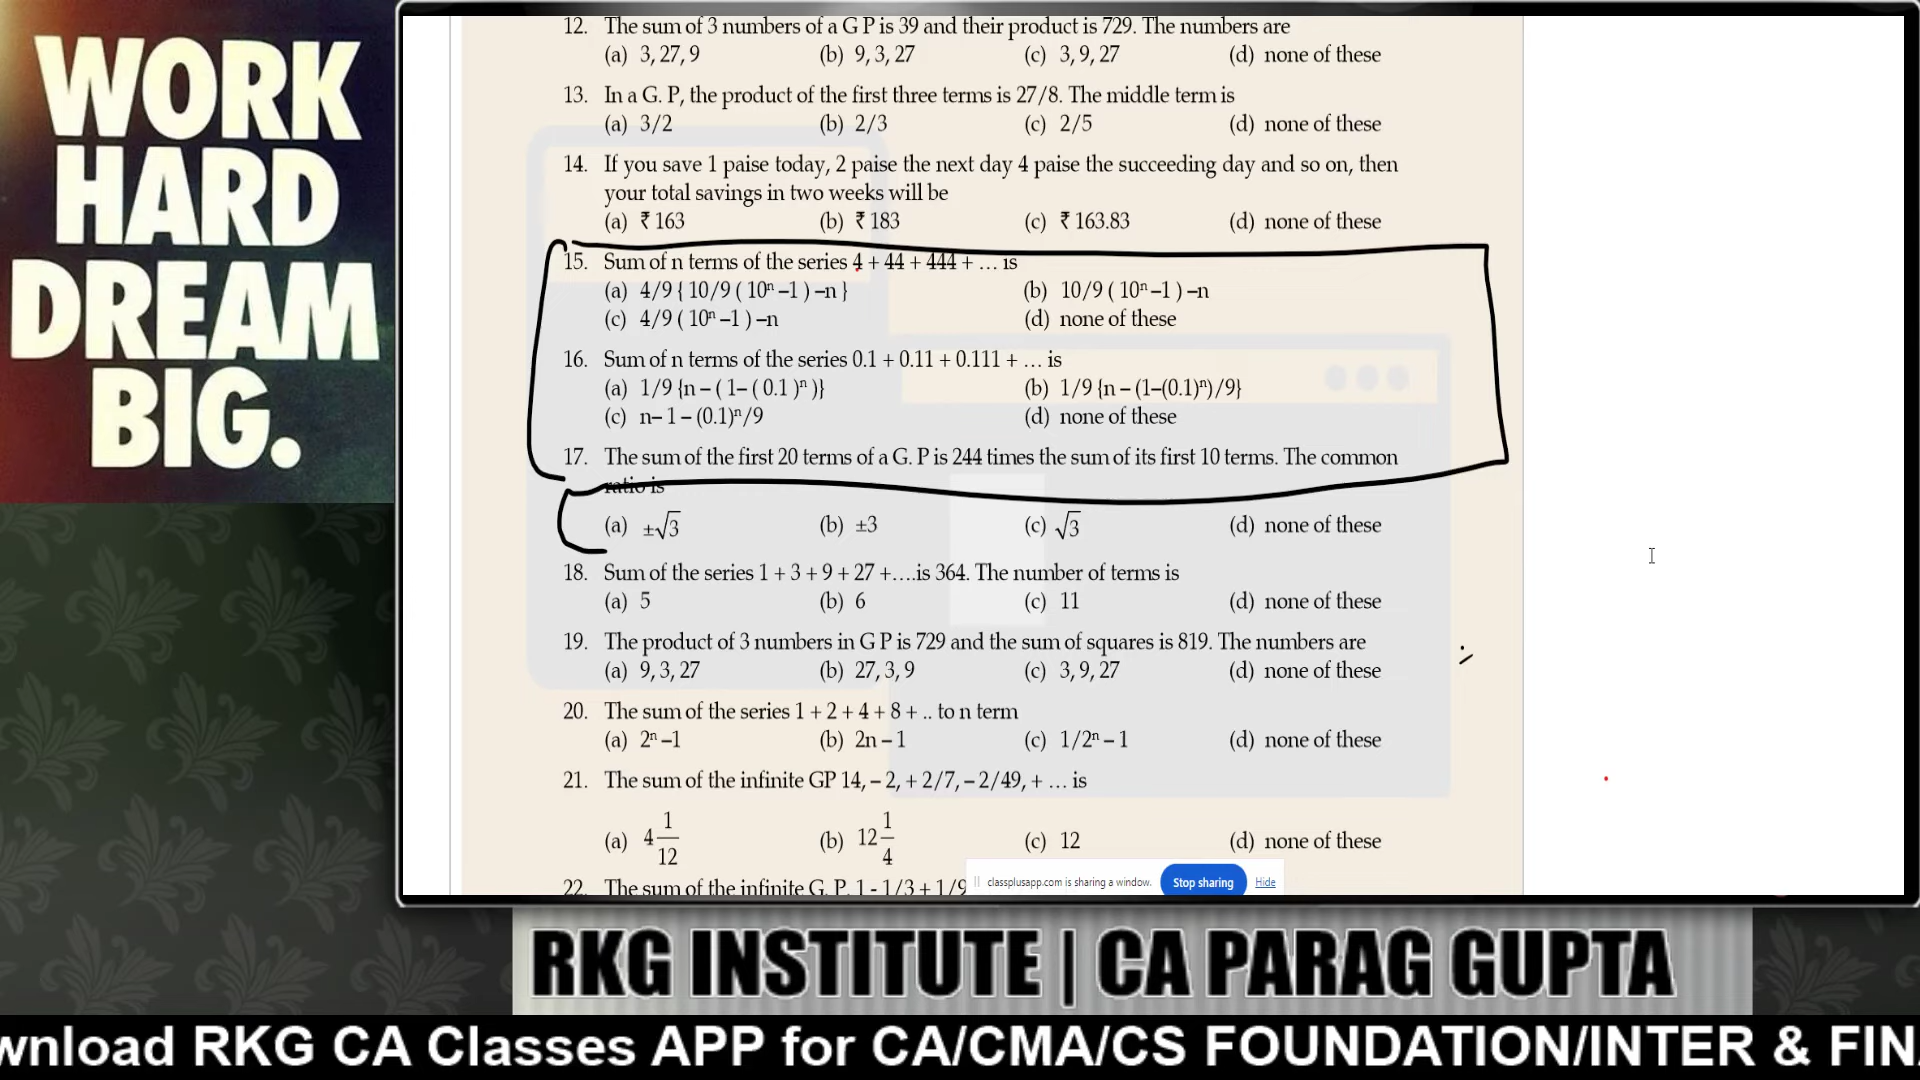 WORK
HARD
DREAM
BIG.
12. The sum of 3 numbers of a G P is 39 and their product is 729. The numbers are
(a) 3, 27, 9 (b) 9, 3, 27 (c) 3, 9, 27 (d) none of these
13. In a G. P, the product of the first three terms is 27/8. The middle term is
(a) 3/2 (b) 2/3 (c) 2/5 (d) none of these
14. If you save 1 paise today, 2 paise the next day 4 paise the succeeding day and so on, then
your total savings in two weeks will be
(a) ₹ 163 (b) ₹ 183 (c) ₹ 163.83 (d) none of these
15. Sum of n terms of the series 4 + 44 + 444 + … is
(a) 4/9 { 10/9 ( 10ⁿ –1 ) –n } (b) 10/9 ( 10ⁿ –1 ) –n
(c) 4/9 ( 10ⁿ –1 ) –n (d) none of these
16. Sum of n terms of the series 0.1 + 0.11 + 0.111 + … is
(a) 1/9 {n – ( 1– ( 0.1 )ⁿ )} (b) 1/9 {n – (1–(0.1)ⁿ)/9}
(c) n– 1 – (0.1)ⁿ/9 (d) none of these
17. The sum of the first 20 terms of a G. P is 244 times the sum of its first 10 terms. The common
ratio is
(a) ±√3 (b) ±3 (c) √3 (d) none of these
18. Sum of the series 1 + 3 + 9 + 27 +….is 364. The number of terms is
(a) 5 (b) 6 (c) 11 (d) none of these
19. The product of 3 numbers in G P is 729 and the sum of squares is 819. The numbers are
(a) 9, 3, 27 (b) 27, 3, 9 (c) 3, 9, 27 (d) none of these
20. The sum of the series 1 + 2 + 4 + 8 + .. to n term
(a) 2ⁿ –1 (b) 2n – 1 (c) 1/2ⁿ – 1 (d) none of these
21. The sum of the infinite GP 14, – 2, + 2/7, – 2/49, + … is
(a) 4 1/12 (b) 12 1/4 (c) 12 (d) none of these
22. The sum of the infinite G. P. 1 - 1/3 + 1/9
classplusapp.com is sharing a window. Stop sharing Hide
RKG INSTITUTE | CA PARAG GUPTA
wnload RKG CA Classes APP for CA/CMA/CS FOUNDATION/INTER & FIN